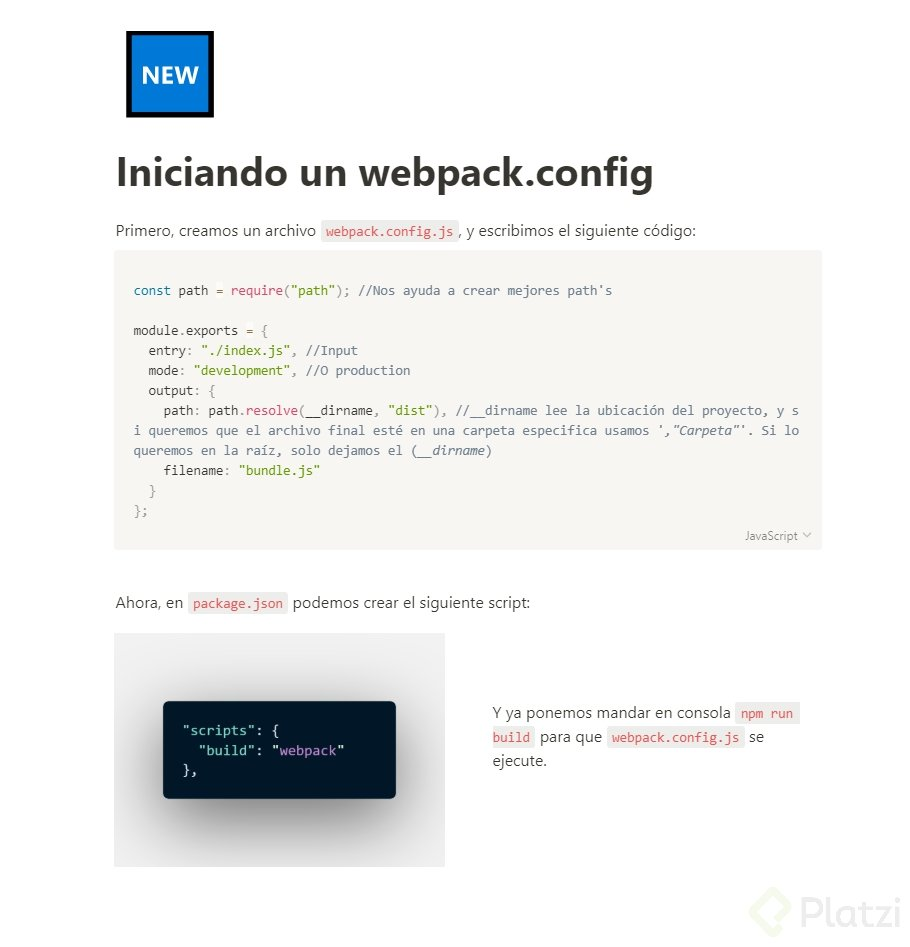 NEW
Iniciando un webpack.config
Primero, creamos un archivo webpack.config.js, y escribimos el siguiente código:
const path = require("path"); //Nos ayuda a crear mejores path's
module.exports = {
entry: "./index.js", //Input
mode: "development", //O production
output: {
path: path.resolve(__dirname, "dist"), //__dirname lee la ubicación del proyecto, y s
i queremos que el archivo final esté en una carpeta especifica usamos ',"Carpeta"'. Si lo
queremos en la raíz, solo dejamos el (__dirname)
filename: "bundle.js"
}
};
JavaScript
Ahora, en package.json podemos crear el siguiente script:
"scripts": {
"build": "webpack"
},
Y ya ponemos mandar en consola npm run
build para que webpack.config.js se
ejecute.
Platzi